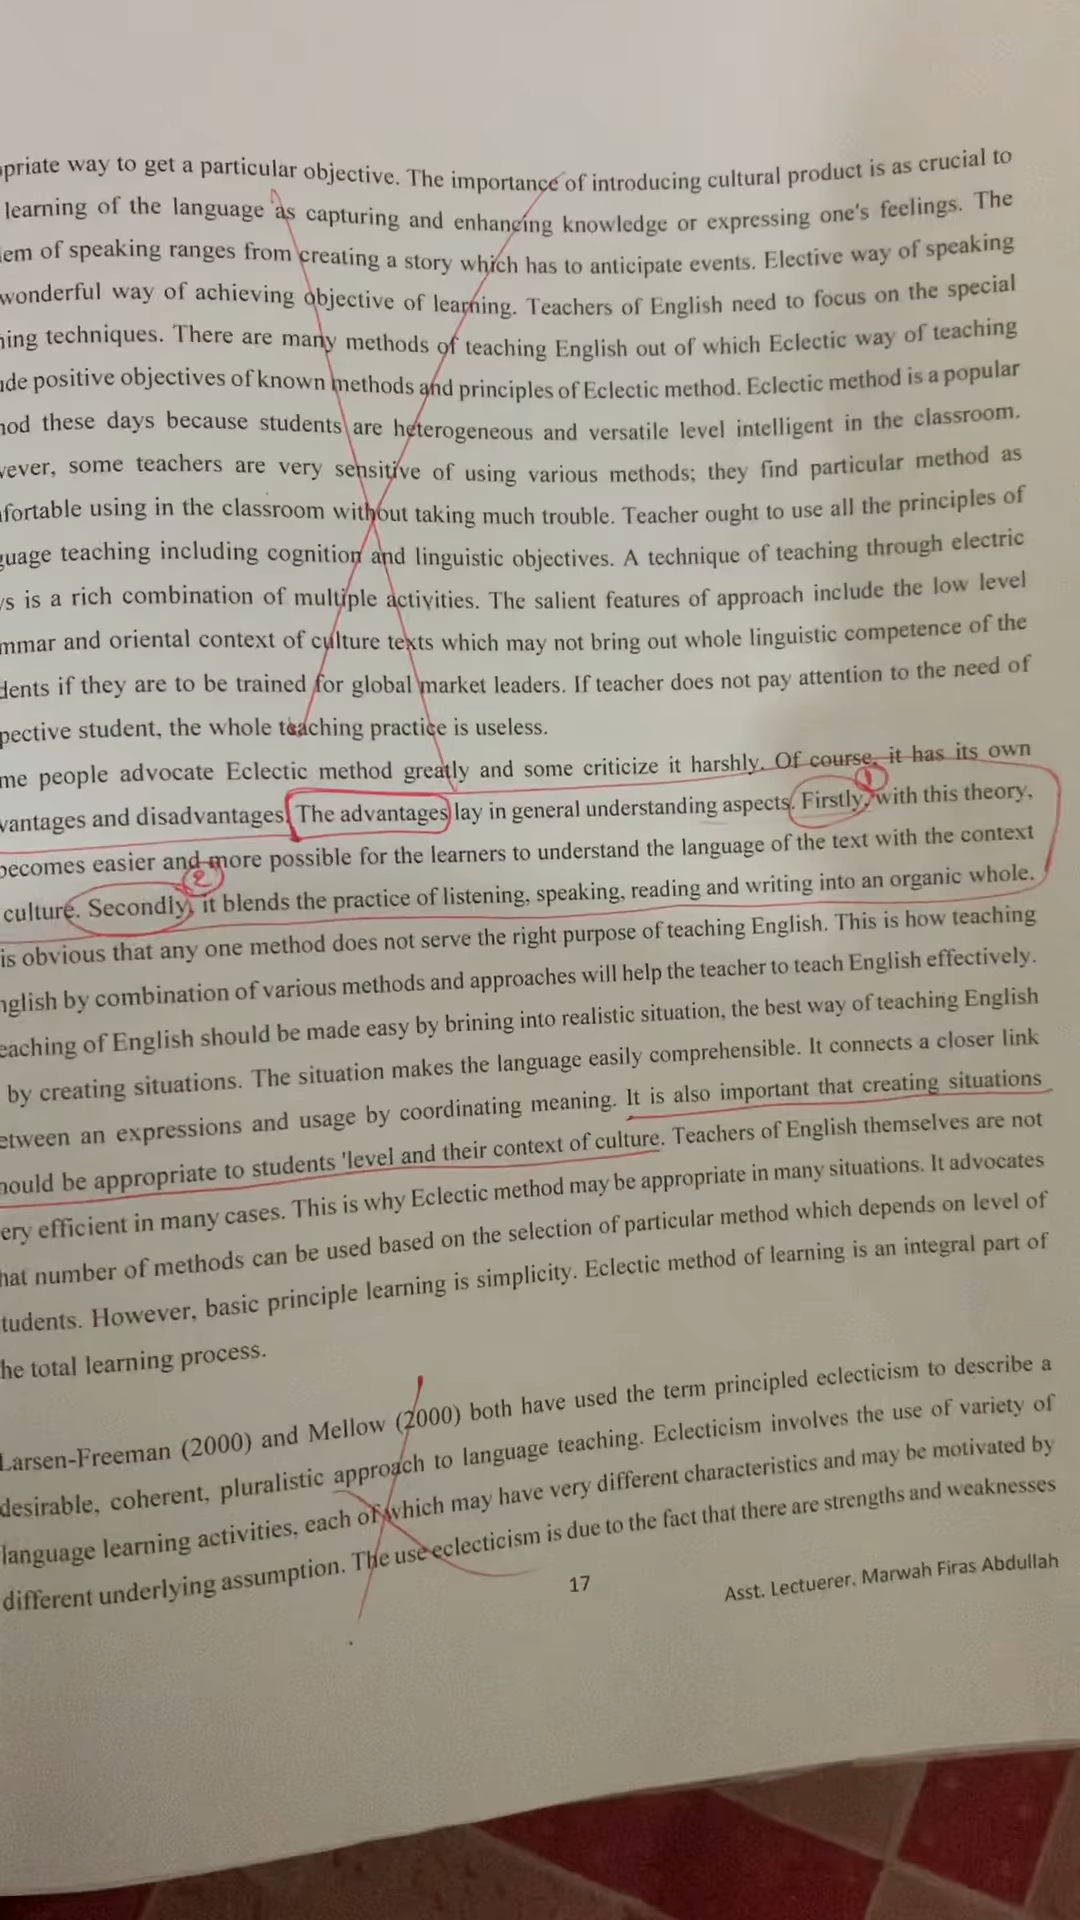 opriate way to get a particular objective. The importance of introducing cultural product is as crucial to
learning of the language as capturing and enhancing knowledge or expressing one's feelings. The
lem of speaking ranges from creating a story which has to anticipate events. Elective way of speaking
wonderful way of achieving objective of learning. Teachers of English need to focus on the special
ning techniques. There are many methods of teaching English out of which Eclectic way of teaching
ude positive objectives of known methods and principles of Eclectic method. Eclectic method is a popular
hod these days because students are heterogeneous and versatile level intelligent in the classroom.
vever, some teachers are very sensitive of using various methods; they find particular method as
nfortable using in the classroom without taking much trouble. Teacher ought to use all the principles of
guage teaching including cognition and linguistic objectives. A technique of teaching through electric
ys is a rich combination of multiple activities. The salient features of approach include the low level
mmar and oriental context of culture texts which may not bring out whole linguistic competence of the
dents if they are to be trained for global market leaders. If teacher does not pay attention to the need of
pective student, the whole teaching practice is useless.
me people advocate Eclectic method greatly and some criticize it harshly. Of course, it has its own
1
vantages and disadvantages. The advantages lay in general understanding aspects. Firstly, with this theory,
becomes easier and more possible for the learners to understand the language of the text with the context
2
culture. Secondly, it blends the practice of listening, speaking, reading and writing into an organic whole.
is obvious that any one method does not serve the right purpose of teaching English. This is how teaching
nglish by combination of various methods and approaches will help the teacher to teach English effectively.
eaching of English should be made easy by brining into realistic situation, the best way of teaching English
by creating situations. The situation makes the language easily comprehensible. It connects a closer link
etween an expressions and usage by coordinating meaning. It is also important that creating situations
hould be appropriate to students 'level and their context of culture. Teachers of English themselves are not
ery efficient in many cases. This is why Eclectic method may be appropriate in many situations. It advocates
hat number of methods can be used based on the selection of particular method which depends on level of
tudents. However, basic principle learning is simplicity. Eclectic method of learning is an integral part of
he total learning process.
Larsen-Freeman (2000) and Mellow (2000) both have used the term principled eclecticism to describe a
desirable, coherent, pluralistic approach to language teaching. Eclecticism involves the use of variety of
language learning activities, each of which may have very different characteristics and may be motivated by
different underlying assumption. The use eclecticism is due to the fact that there are strengths and weaknesses
17
Asst. Lectuerer. Marwah Firas Abdullah